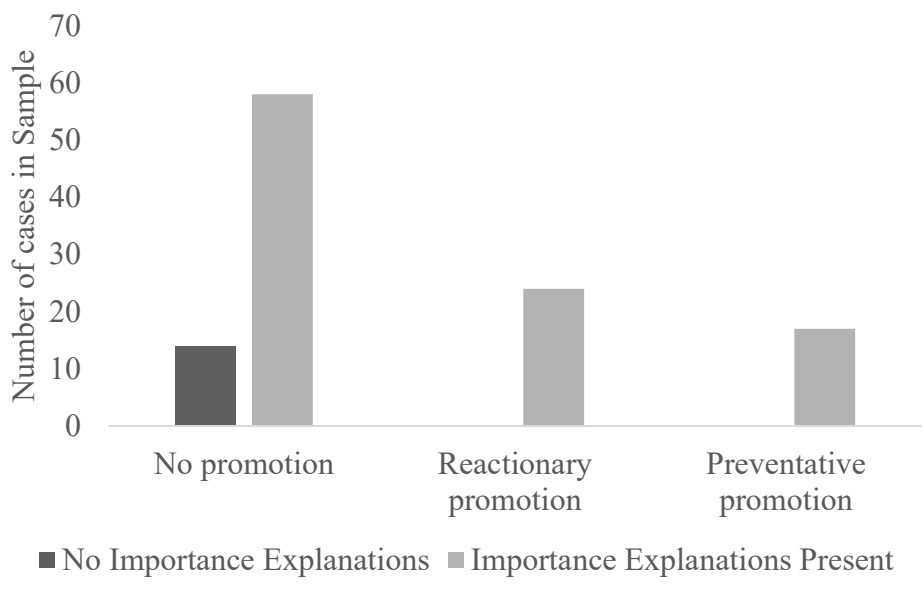 Number of cases in Sample
70
60
50
40
30
20
10
0
No promotion
Reactionary
promotion
Preventative
promotion
No Importance Explanations
Importance Explanations Present